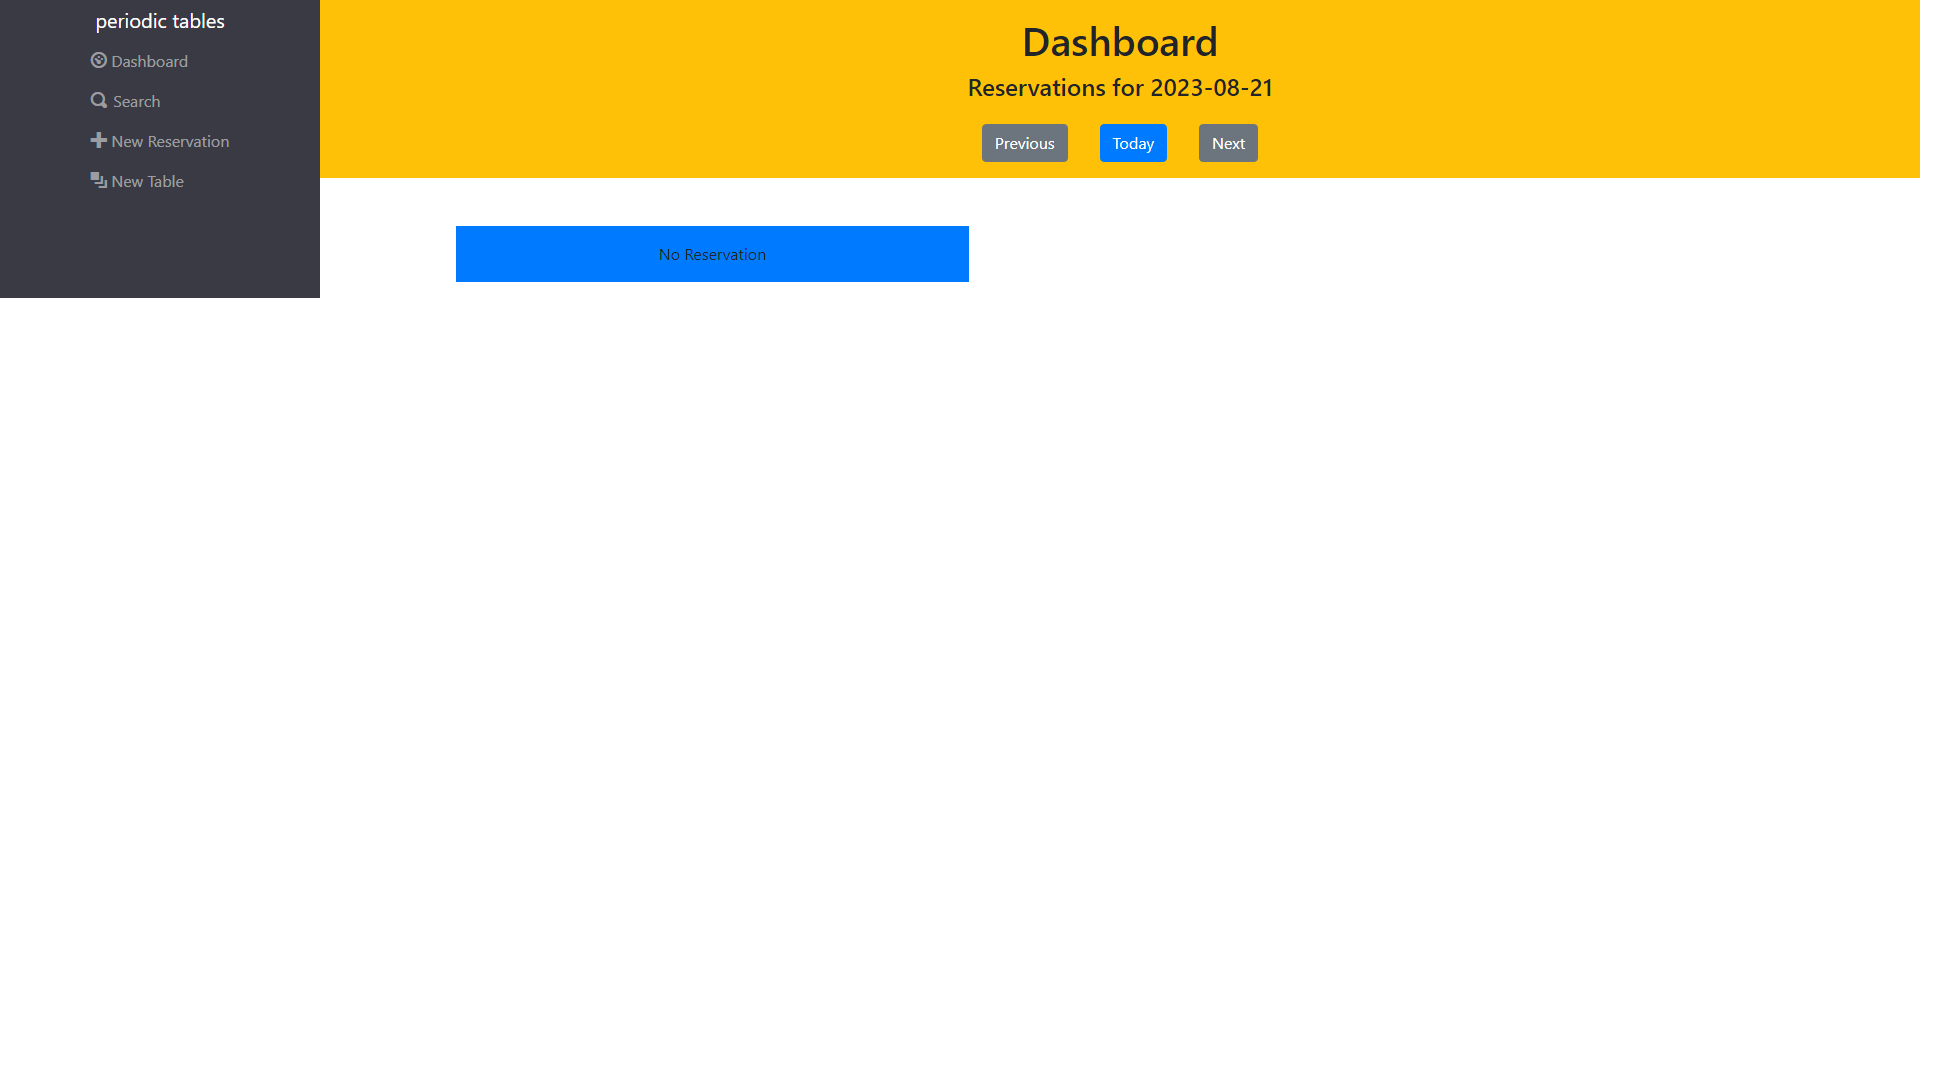 periodic tables
Dashboard
Search
New Reservation
New Table
Dashboard
Reservations for 2023-08-21
Previous Today Next
No Reservation